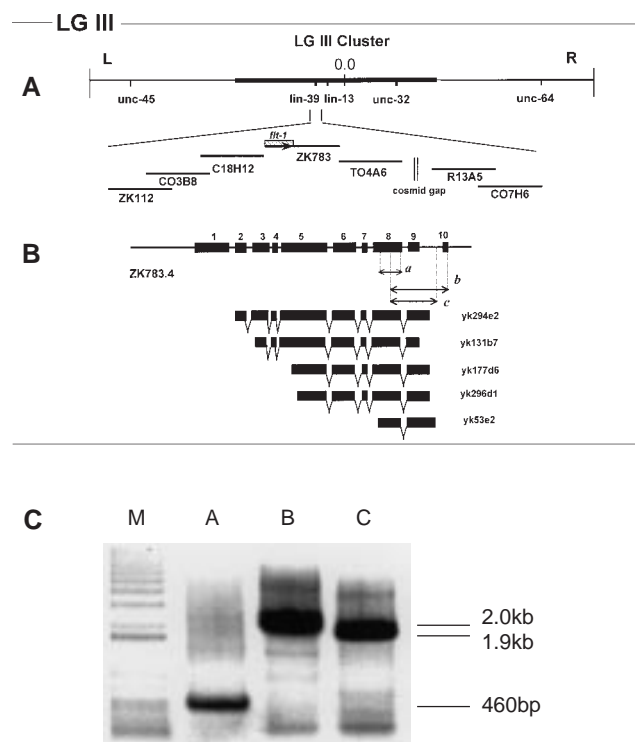 LG III
LG III Cluster
L
0.0
R
A
unc-45
lin-39
lin-13
unc-32
unc-64
flt-1
ZK783
C18H12
TO4A6
R13A5
CO3B8
cosmid gap
ZK112
CO7H6
1 2 3 4 5 6 7 8 9 10
B
ZK783.4
a
b
c
yk294e2
yk131b7
yk177d6
yk296d1
yk53e2
C
M A B C
2.0kb
1.9kb
460bp